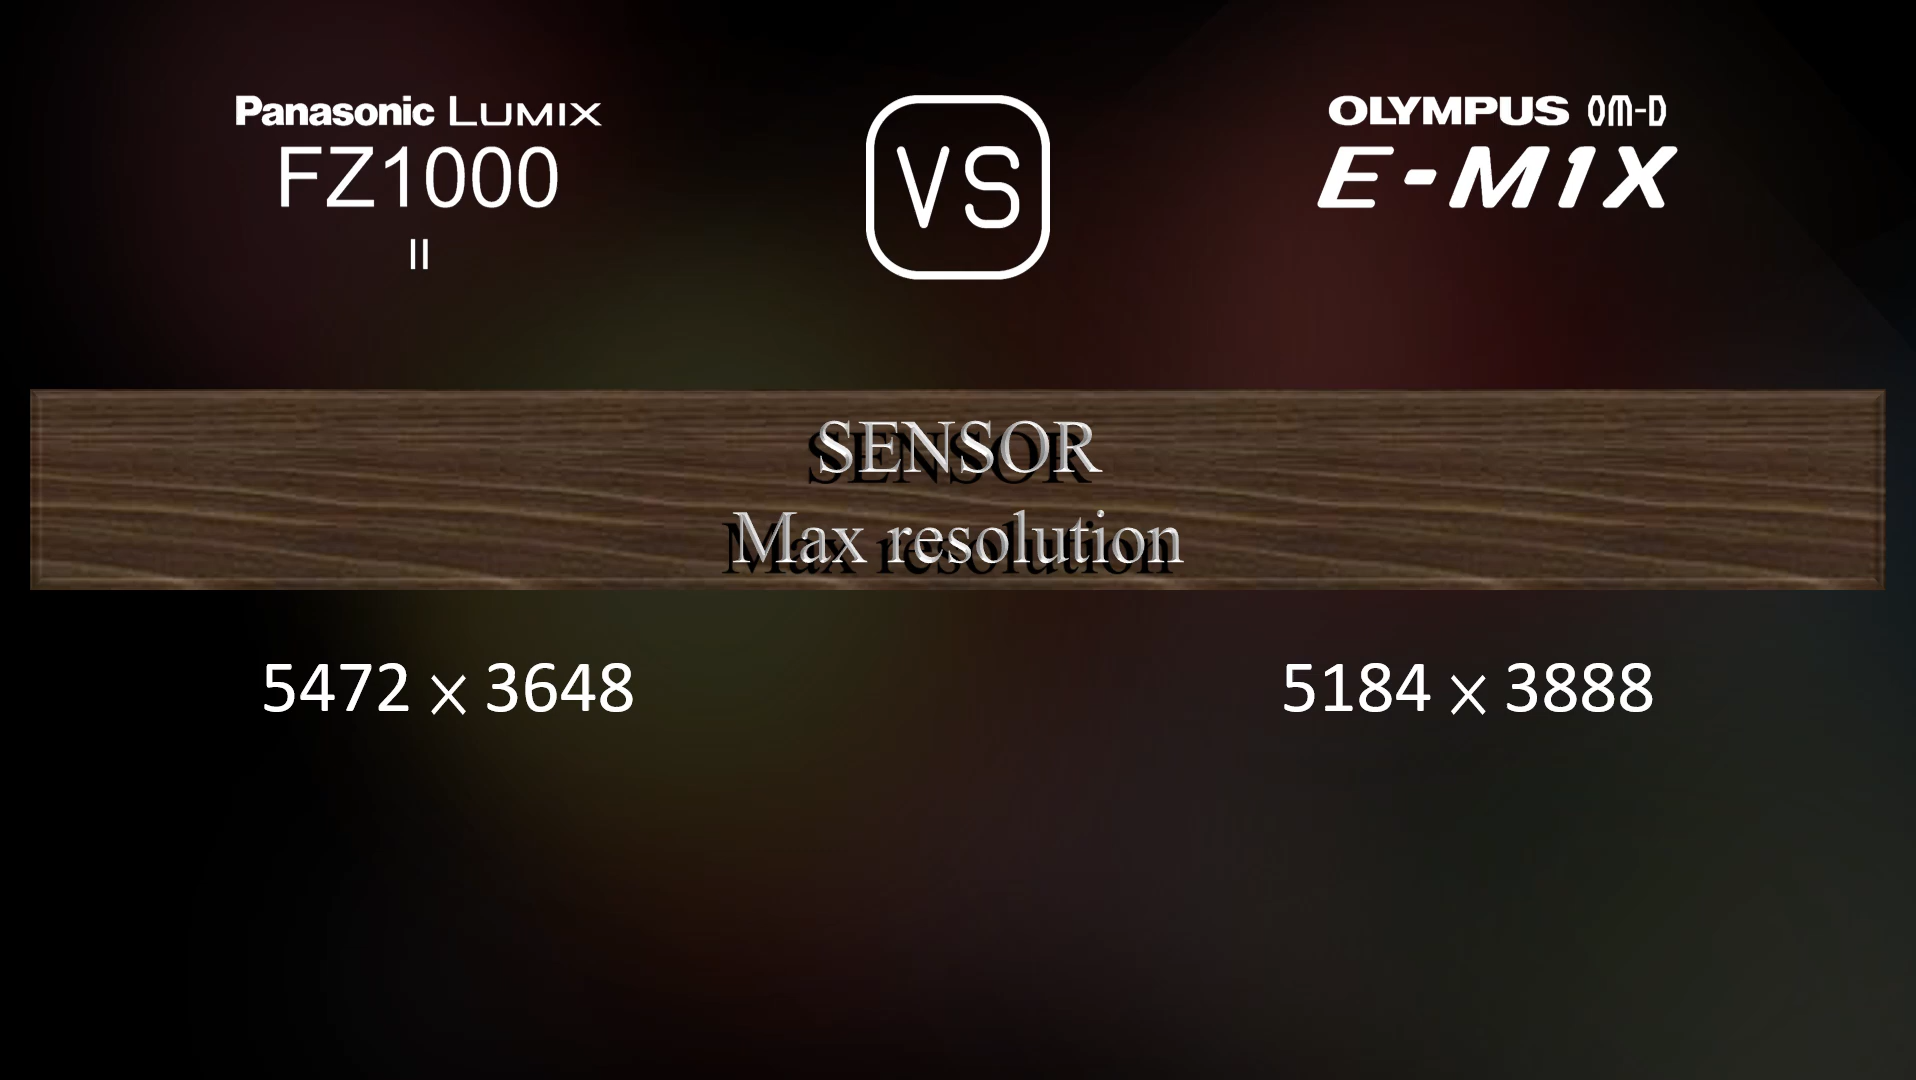 Panasonic LUMIX
FZ1000
II
VS
OLYMPUS OM-D
E-M1X
SENSOR
Max resolution
5472 x 3648
5184 x 3888